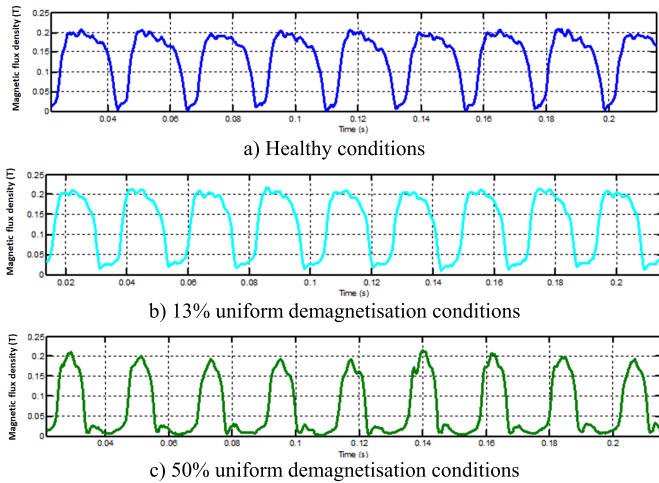 Magnetic flux density (T)
0.25
0.2
0.15
0.1
0.05
0
0.04 0.06 0.08 0.1 0.12 0.14 0.16 0.18 0.2
Time (s)
a) Healthy conditions
Magnetic flux density (T)
0.25
0.2
0.15
0.1
0.05
0
0.02 0.04 0.06 0.08 0.1 0.12 0.14 0.16 0.18 0.2
Time (s)
b) 13% uniform demagnetisation conditions
Magnetic flux density (T)
0.25
0.2
0.15
0.1
0.05
0
0.04 0.06 0.08 0.1 0.12 0.14 0.16 0.18 0.2
Time (s)
c) 50% uniform demagnetisation conditions